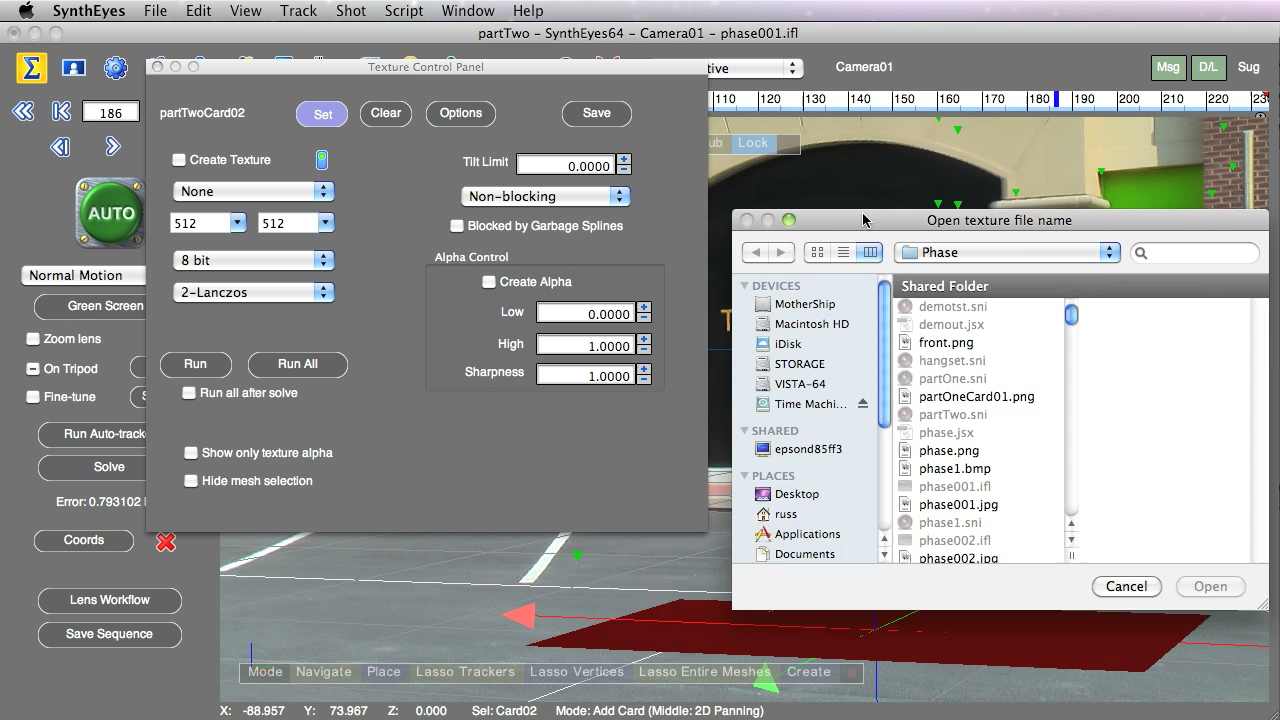 SynthEyes File Edit View Track Shot Script Window Help
partTwo - SynthEyes64 - Camera01 - phase001.ifl
Texture Control Panel
tive
Camera01
Msg
D/L
Sug
186
110 120 130 140 150 160 170 180 190 200 210 220 23
partTwoCard02
Set
Clear
Options
Save
ub Lock
Create Texture
None
512
512
8 bit
2-Lanczos
Tilt Limit
0.0000
Non-blocking
Blocked by Garbage Splines
Alpha Control
Create Alpha
Low
0.0000
High
1.0000
Sharpness
1.0000
Run
Run All
Run all after solve
Show only texture alpha
Hide mesh selection
AUTO
Normal Motion
Green Screen
Zoom lens
On Tripod
Fine-tune
S
Run Auto-track
Solve
Error: 0.793102
Coords
Lens Workflow
Save Sequence
Open texture file name
Phase
DEVICES
MotherShip
Macintosh HD
iDisk
STORAGE
VISTA-64
Time Machi...
SHARED
epsond85ff3
PLACES
Desktop
russ
Applications
Documents
Shared Folder
demotst.sni
demout.jsx
front.png
hangset.sni
partOne.sni
partOneCard01.png
partTwo.sni
phase.jsx
phase.png
phase1.bmp
phase001.ifl
phase001.jpg
phase1.sni
phase002.ifl
phase002.jpg
Cancel
Open
Mode Navigate Place Lasso Trackers Lasso Vertices Lasso Entire Meshes Create
X: -88.957 Y: 73.967 Z: 0.000 Sel: Card02 Mode: Add Card (Middle: 2D Panning)